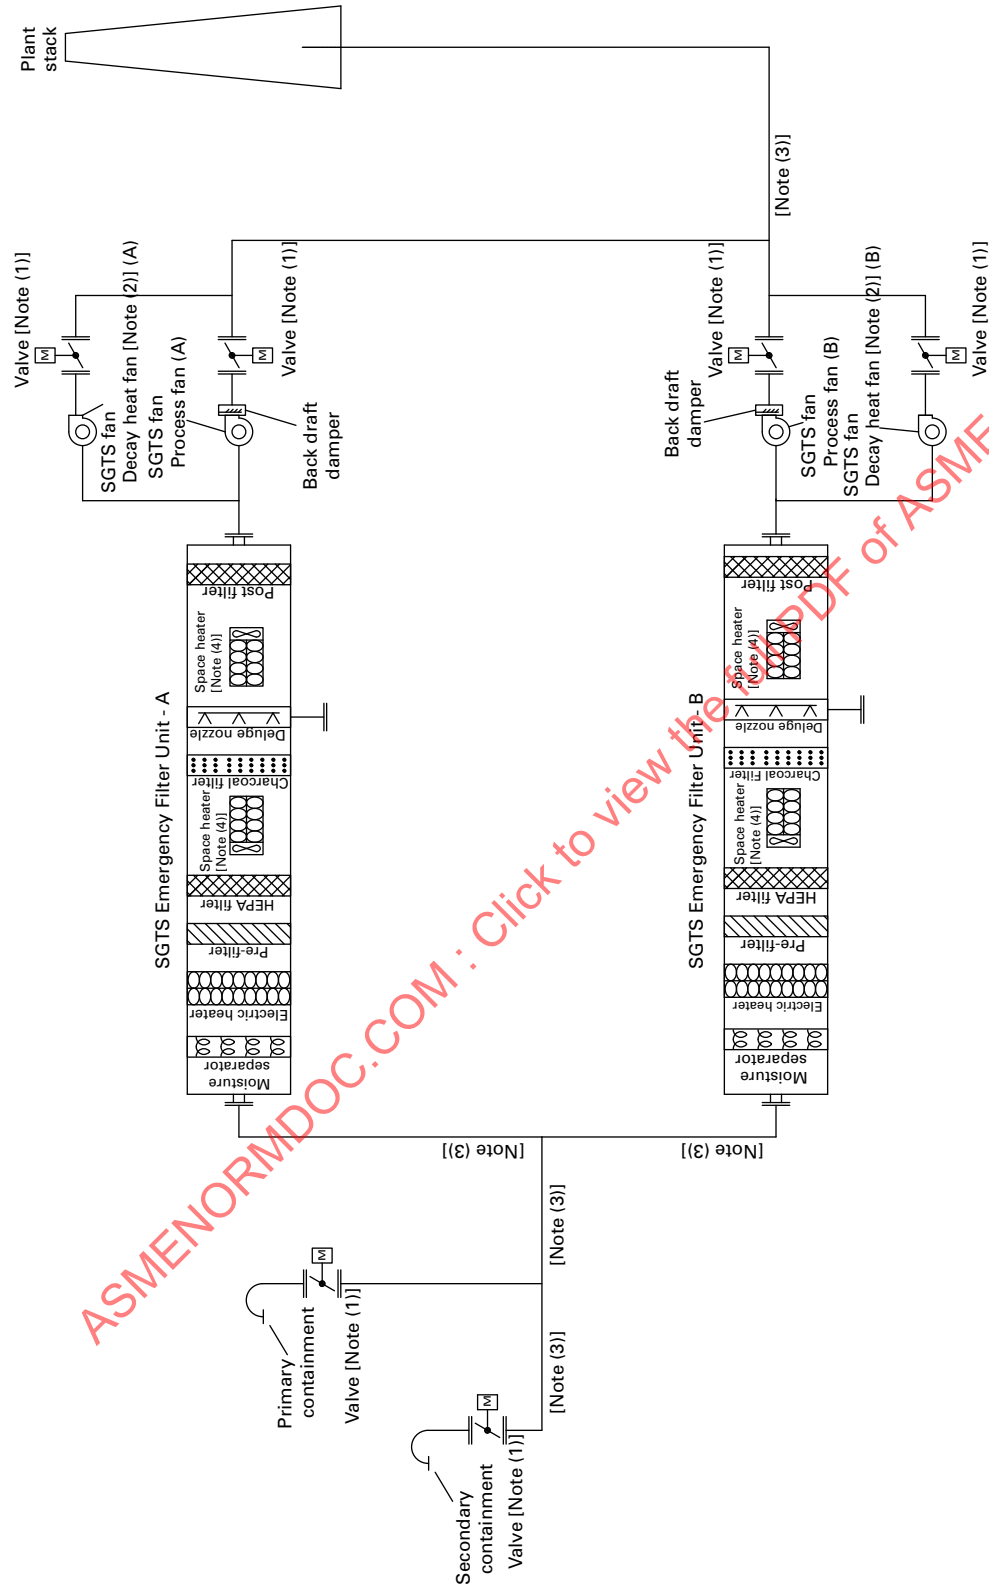 Plant
stack
Valve [Note (1)]
M
SGTS fan
Decay heat fan [Note (2)] (A)
SGTS fan
Process fan (A)
M
Valve [Note (1)]
Back draft
damper
[Note (3)]
Valve [Note (1)]
M
Back draft
damper
SGTS fan
Process fan (B)
SGTS fan
Decay heat fan [Note (2)] (B)
M
Valve [Note (1)]
SGTS Emergency Filter Unit - A
Moisture
separator
Electric heater
Pre-filter
HEPA filter
Space heater
[Note (4)]
Charcoal filter
Deluge nozzle
Space heater
[Note (4)]
Post filter
SGTS Emergency Filter Unit - B
Moisture
separator
Electric heater
Pre-filter
HEPA filter
Space heater
[Note (4)]
Charcoal Filter
Deluge nozzle
Space heater
[Note (4)]
Post filter
[Note (3)]
[Note (3)]
[Note (3)]
[Note (3)]
Primary
containment
M
Valve [Note (1)]
Secondary
containment
M
Valve [Note (1)]
ASMENORMDOC.COM : Click to view the full PDF of ASME